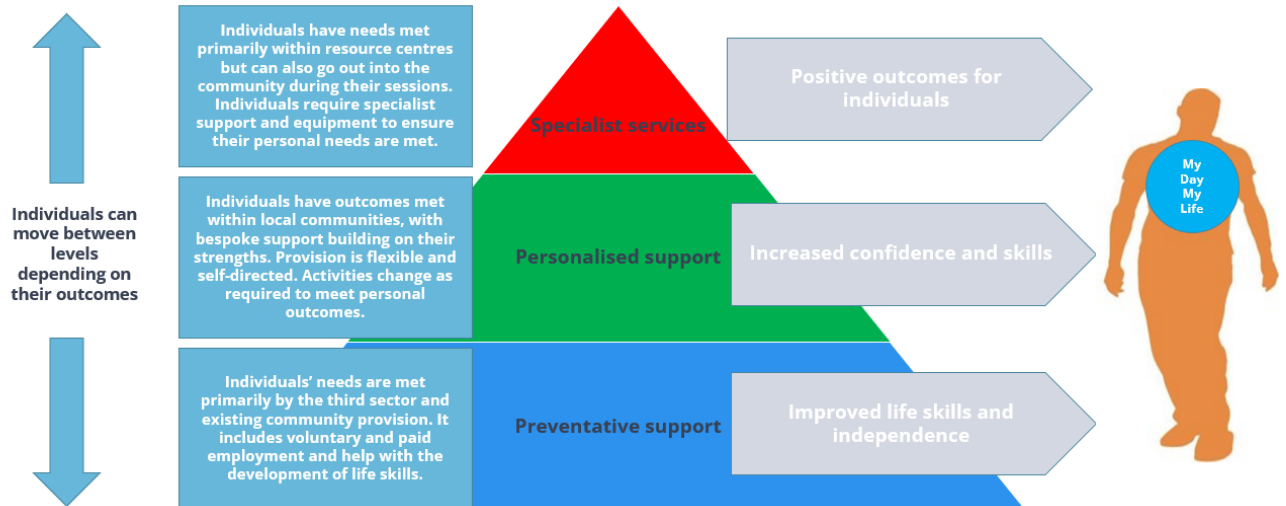 Individuals can
move between
levels
depending on
their outcomes
Individuals have needs met
primarily within resource centres
but can also go out into the
community during their sessions.
Individuals require specialist
support and equipment to ensure
their personal needs are met.
Specialist services
Positive outcomes for
individuals
Individuals have outcomes met
within local communities, with
bespoke support building on their
strengths. Provision is flexible and
self-directed. Activities change as
required to meet personal
outcomes.
Personalised support
Increased confidence and skills
Individuals’ needs are met
primarily by the third sector and
existing community provision. It
includes voluntary and paid
employment and help with the
development of life skills.
Preventative support
Improved life skills and
independence
My
Day
My
Life